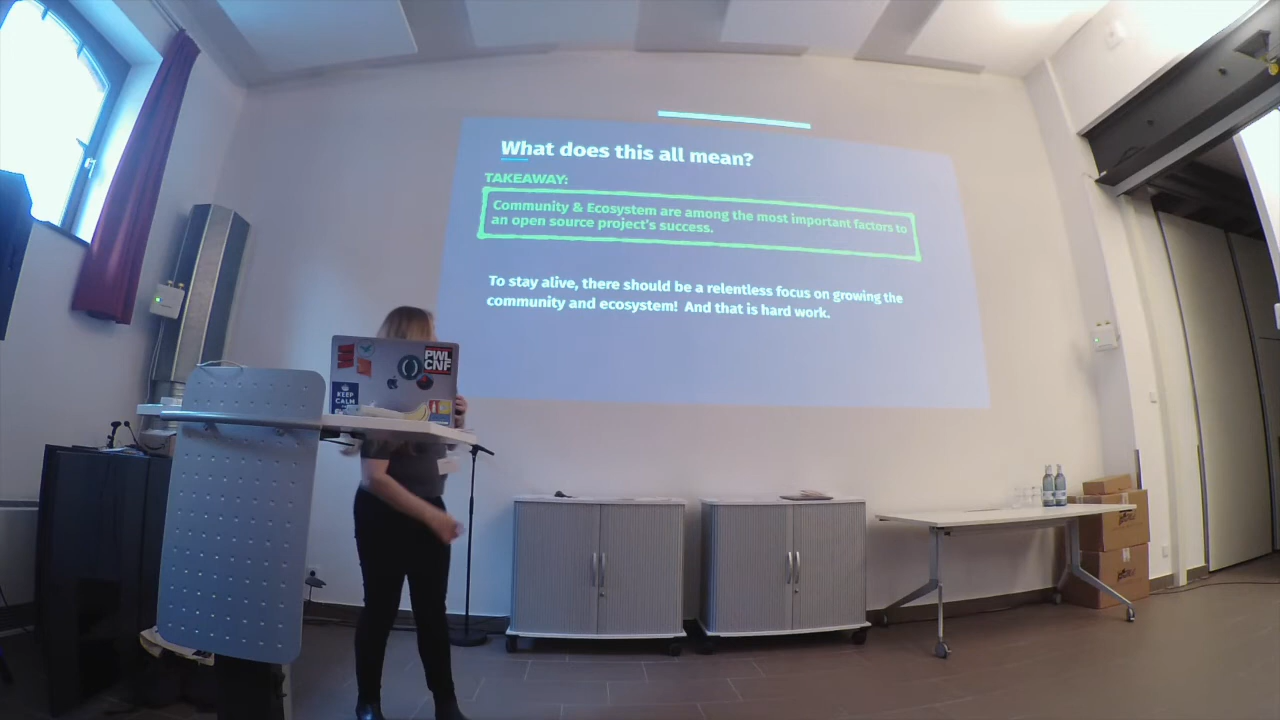 What does this all mean?
TAKEAWAY:
Community & Ecosystem are among the most important factors to
an open source project's success.
To stay alive, there should be a relentless focus on growing the
community and ecosystem! And that is hard work.
PWL
CNF
KEEP
CALM